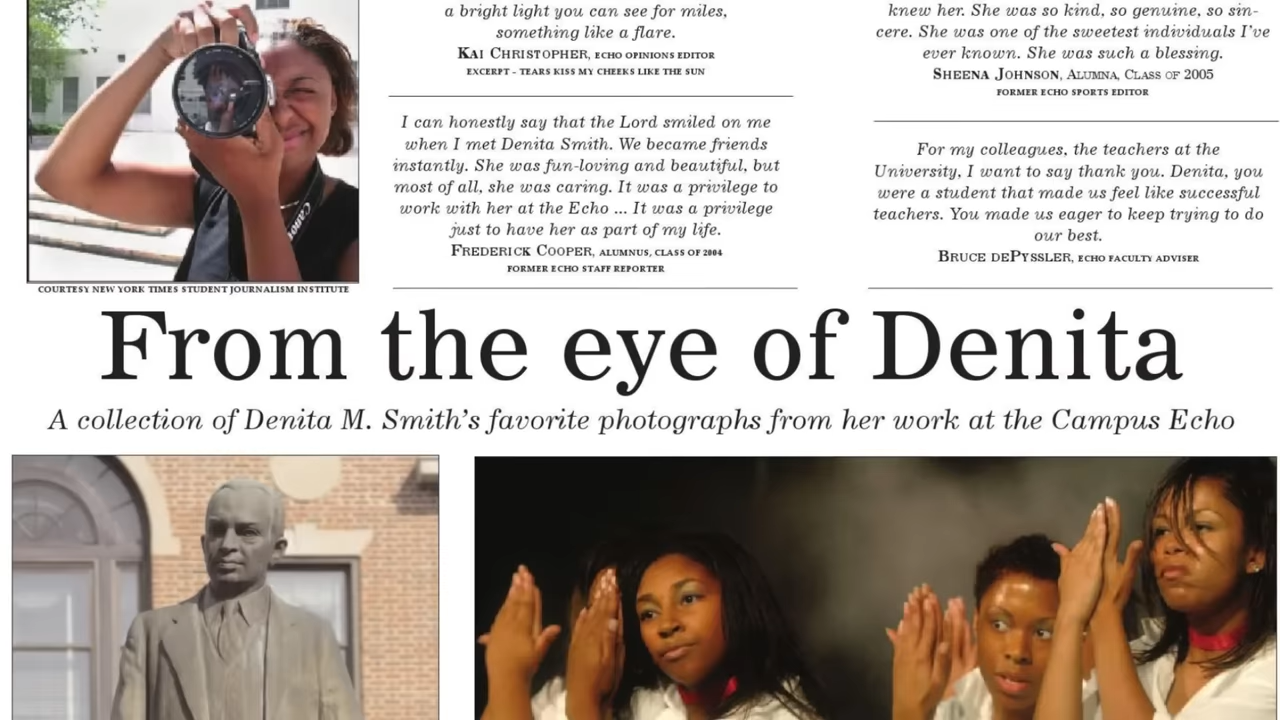 a bright light you can see for miles,
something like a flare.
KAI CHRISTOPHER, ECHO OPINIONS EDITOR
EXCERPT - TEARS KISS MY CHEEKS LIKE THE SUN
I can honestly say that the Lord smiled on me
when I met Denita Smith. We became friends
instantly. She was fun-loving and beautiful, but
most of all, she was caring. It was a privilege to
work with her at the Echo ... It was a privilege
just to have her as part of my life.
FREDERICK COOPER, ALUMNUS, CLASS OF 2004
FORMER ECHO STAFF REPORTER
knew her. She was so kind, so genuine, so sin-
cere. She was one of the sweetest individuals I've
ever known. She was such a blessing.
SHEENA JOHNSON, ALUMNA, CLASS OF 2005
FORMER ECHO SPORTS EDITOR
For my colleagues, the teachers at the
University, I want to say thank you. Denita, you
were a student that made us feel like successful
teachers. You made us eager to keep trying to do
our best.
BRUCE DEPYSSLER, ECHO FACULTY ADVISER
Canon
COURTESY NEW YORK TIMES STUDENT JOURNALISM INSTITUTE
From the eye of Denita
A collection of Denita M. Smith's favorite photographs from her work at the Campus Echo